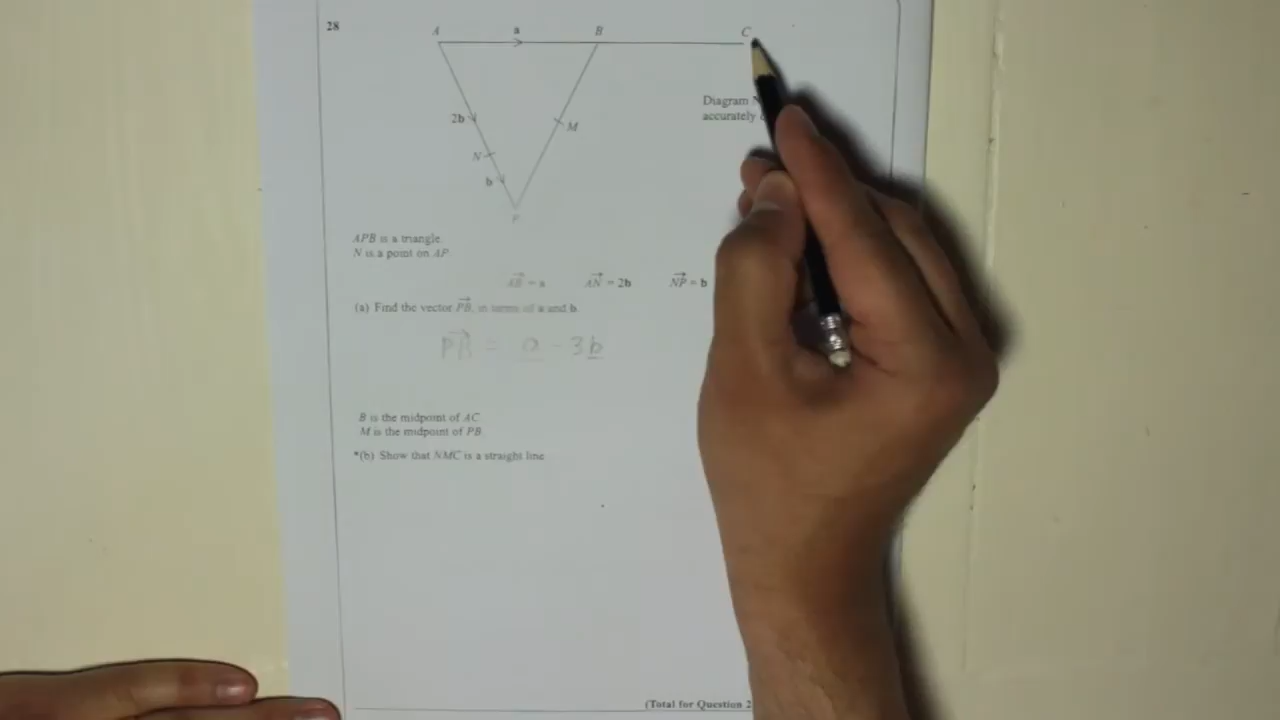 28
A a B C
2b M
N
b
P
Diagram
accurately
APB is a triangle.
N is a point on AP.
AB = a AN = 2b NP = b
(a) Find the vector PB, in terms of a and b.
PB = a - 3b
B is the midpoint of AC.
M is the midpoint of PB.
*(b) Show that NMC is a straight line
(Total for Question 2